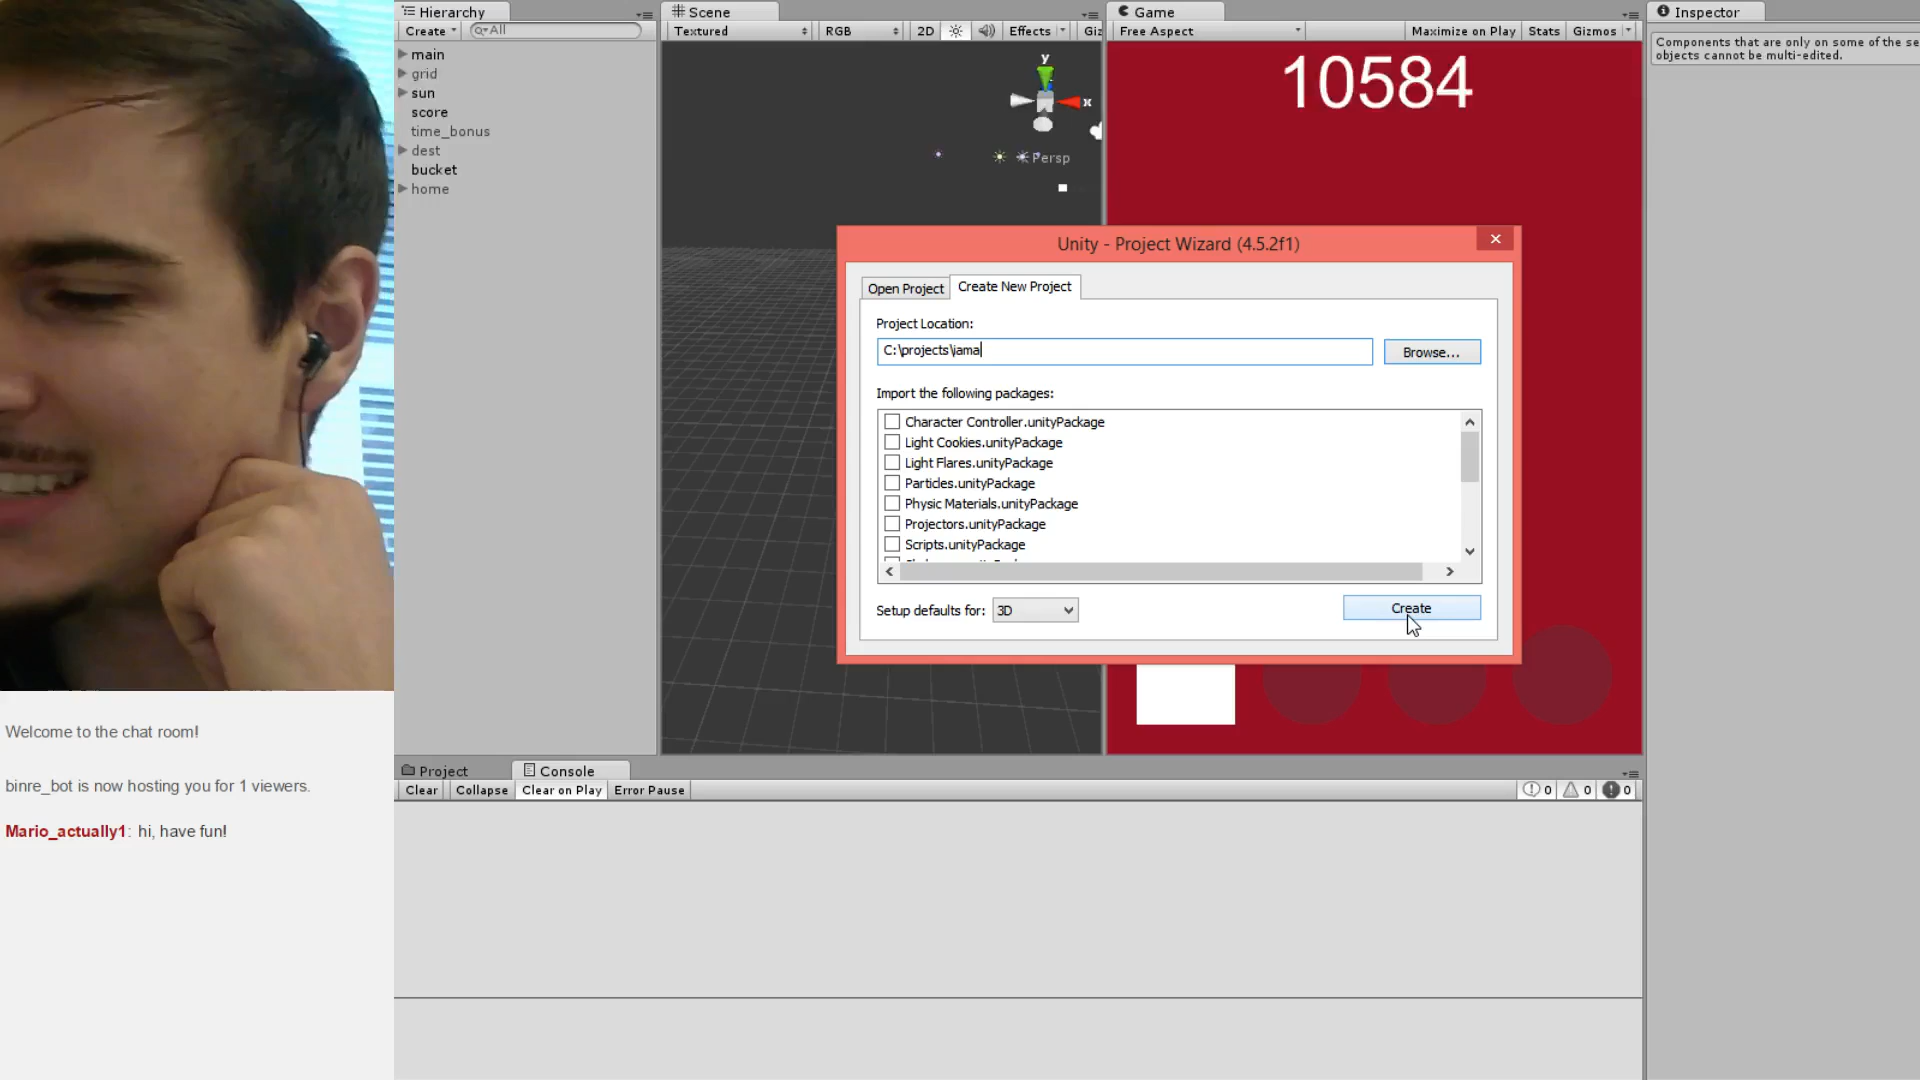 Hierarchy
Create
All
main
grid
sun
score
time_bonus
dest
bucket
home
Scene
Textured
RGB
2D
Effects
Giz
y
x
Persp
Game
Free Aspect
Maximize on Play
Stats
Gizmos
10584
Inspector
Components that are only on some of the se
objects cannot be multi-edited.
Unity - Project Wizard (4.5.2f1)
Open Project
Create New Project
Project Location:
C:\projects\iama
Browse...
Import the following packages:
Character Controller.unityPackage
Light Cookies.unityPackage
Light Flares.unityPackage
Particles.unityPackage
Physic Materials.unityPackage
Projectors.unityPackage
Scripts.unityPackage
Setup defaults for:
3D
Create
Project
Console
Clear
Collapse
Clear on Play
Error Pause
0
0
0
Welcome to the chat room!
binre_bot is now hosting you for 1 viewers.
Mario_actually1: hi, have fun!